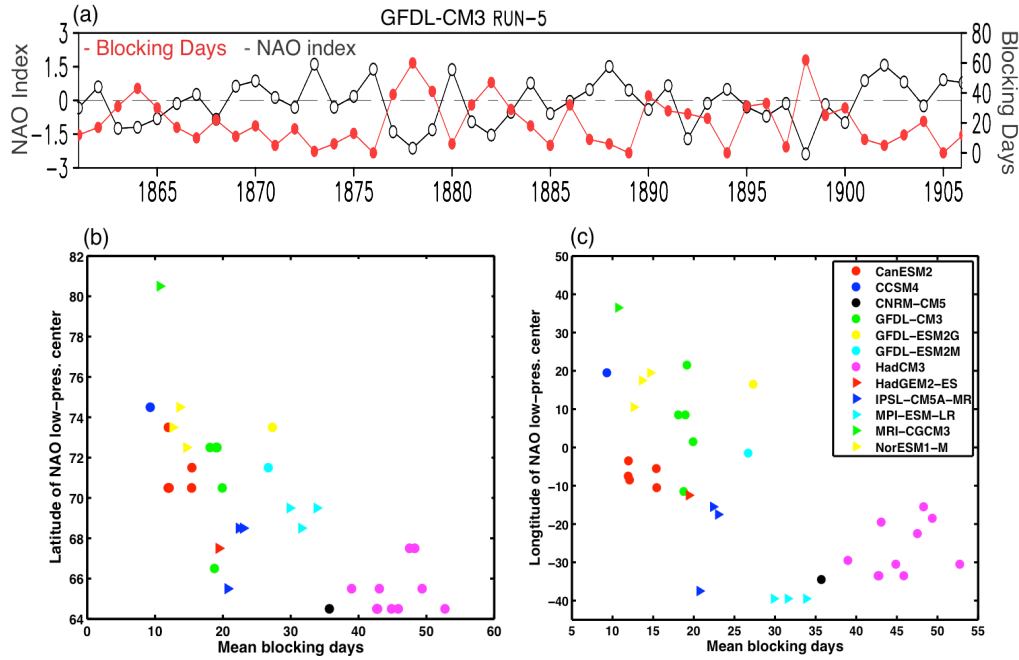 (a)
GFDL-CM3 RUN-5
- Blocking Days - NAO index
NAO Index
3
1.5
0
-1.5
-3
Blocking Days
80
60
40
20
0
1865 1870 1875 1880 1885 1890 1895 1900 1905
(b)
Latitude of NAO low-pres. center
82
80
78
76
74
72
70
68
66
64
0 10 20 30 40 50 60
Mean blocking days
(c)
Longtitude of NAO low-pres. center
50
40
30
20
10
0
-10
-20
-30
-40
5 10 15 20 25 30 35 40 45 50 55
Mean blocking days
CanESM2
CCSM4
CNRM-CM5
GFDL-CM3
GFDL-ESM2G
GFDL-ESM2M
HadCM3
HadGEM2-ES
IPSL-CM5A-MR
MPI-ESM-LR
MRI-CGCM3
NorESM1-M